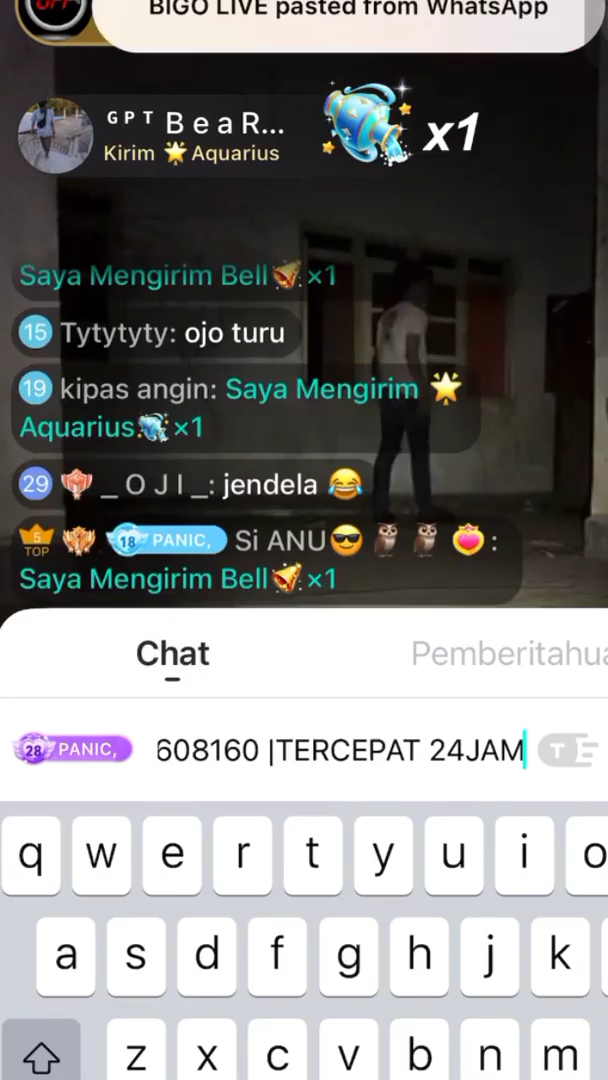 OFF
BIGO LIVE pasted from WhatsApp
ᴳ ᴾ ᵀ B e a R...
Kirim 🌟 Aquarius
x1
Saya Mengirim Bell ×1
15 Tytytyty: ojo turu
19 kipas angin: Saya Mengirim 🌟
Aquarius ×1
29 _ O J I _: jendela 😂
5 TOP 18 PANIC, Si ANU😎 🦉 🦉 :
Saya Mengirim Bell ×1
Chat Pemberitahua
28 PANIC, 608160 |TERCEPAT 24JAM T
q w e r t y u i o
a s d f g h j k
z x c v b n m